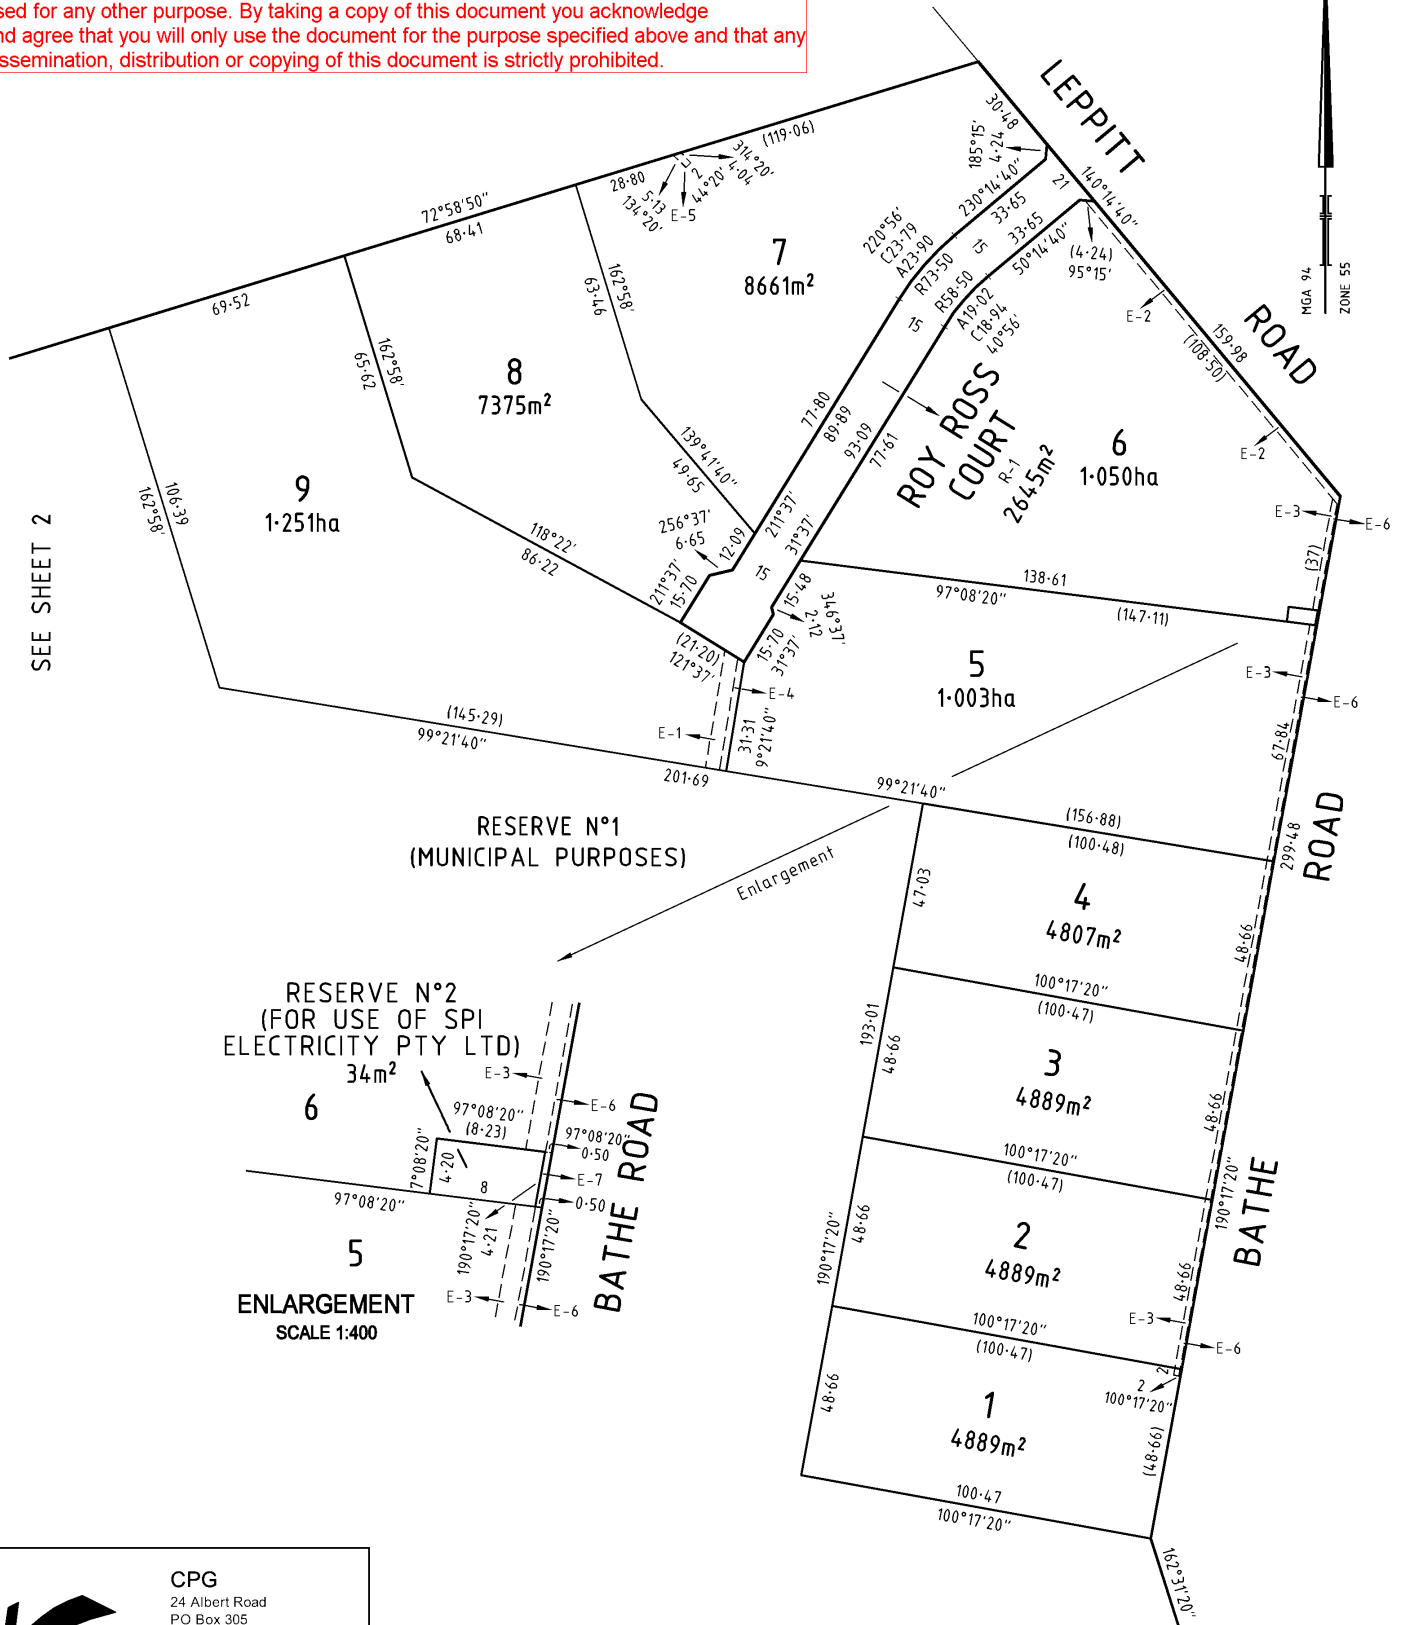 sed for any other purpose. By taking a copy of this document you acknowledge
nd agree that you will only use the document for the purpose specified above and that any
ssemination, distribution or copying of this document is strictly prohibited.
LEPPITT
ROAD
MGA 94
ZONE 55
30·48
185°15'
4·24
(119·06)
314°20'
4·04
2
44°20'
28·80
5·13
134°20'
E-5
72°58'50"
68·41
69·52
230°14'40"
33·65
21
140°14'40"
220°56'
C23·79
A23·90
R73·50
15
33·65
50°14'40"
(4·24)
95°15'
R58·50
A19·02
C18·94
40°56'
15
E-2
159·98
(108·50)
E-2
7
8661m²
162°58'
63·46
162°58'
65·62
8
7375m²
77·80
89·89
93·09
77·61
ROY ROSS
COURT
R-1
2645m²
6
1·050ha
139°41'40"
49·65
9
1·251ha
106·39
162°58'
SEE SHEET 2
118°22'
86·22
256°37'
6·65
12·09
211°37'
31°37'
15
211°37'
15·70
15·48
346°37'
2·12
15·70
31°37'
(21·20)
121°37'
E-3
E-6
(37)
138·61
97°08'20"
(147·11)
5
1·003ha
E-3
E-6
67·84
E-4
E-1
31·31
9°21'40"
(145·29)
99°21'40"
201·69
99°21'40"
(156·88)
(100·48)
299·48
ROAD
RESERVE N°1
(MUNICIPAL PURPOSES)
Enlargement
47·03
4
4807m²
48·66
100°17'20"
(100·47)
193·01
48·66
3
4889m²
48·66
100°17'20"
(100·47)
190°17'20"
BATHE
190°17'20"
48·66
2
4889m²
48·66
E-3
E-6
100°17'20"
(100·47)
2
2
100°17'20"
48·66
1
4889m²
(48·66)
100·47
100°17'20"
162°31'20"
RESERVE N°2
(FOR USE OF SPI
ELECTRICITY PTY LTD)
34m²
E-3
E-6
6
97°08'20"
(8·23)
97°08'20"
0·50
7°08'20"
4·20
8
E-7
0·50
97°08'20"
190°17'20"
4·21
190°17'20"
BATHE ROAD
5
E-3
E-6
ENLARGEMENT
SCALE 1:400
CPG
24 Albert Road
PO Box 305